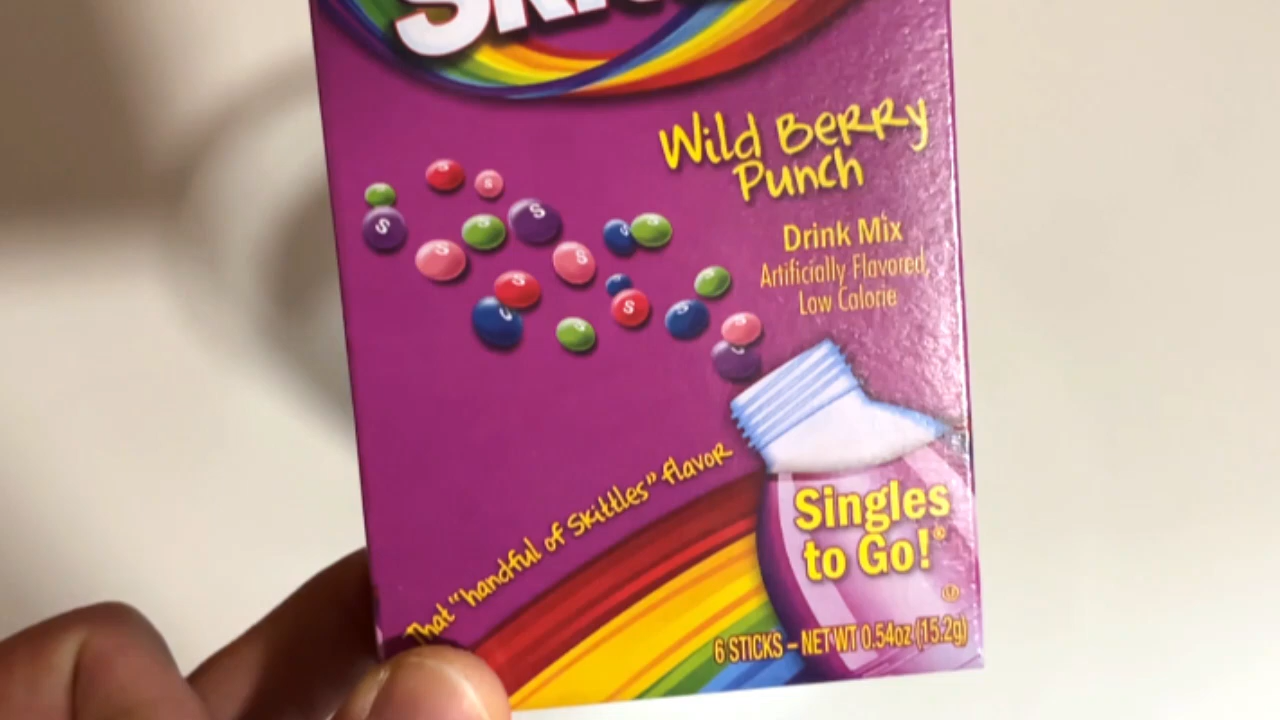 Wild Berry
Punch
Drink Mix
Artificially Flavored,
Low Calorie
That "handful of Skittles" flavor
Singles
to Go!®
6 STICKS – NET WT 0.54oz (15.2g)